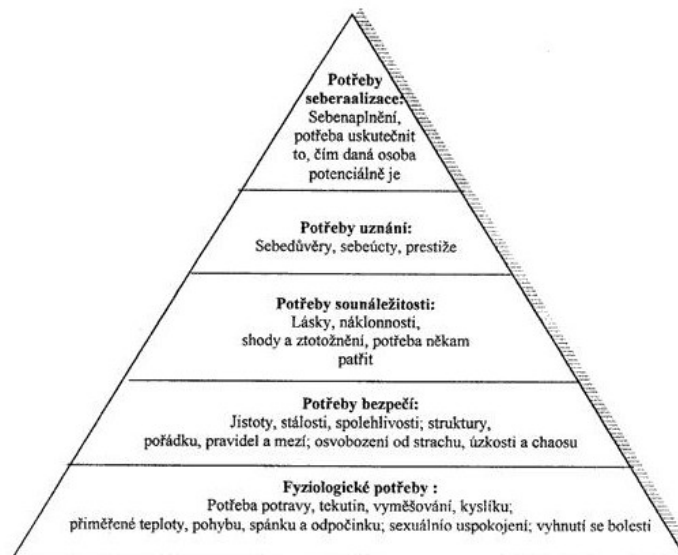 Potřeby
seberaalizace:
Sebenaplnění,
potřeba uskutečnit
to, čím daná osoba
potenciálně je
Potřeby uznání:
Sebedůvěry, sebeúcty, prestiže
Potřeby sounáležitosti:
Lásky, náklonnosti,
shody a ztotožnění, potřeba někam
patřit
Potřeby bezpečí:
Jistoty, stálosti, spolehlivosti; struktury,
pořádku, pravidel a mezí; osvobození od strachu, úzkosti a chaosu
Fyziologické potřeby :
Potřeba potravy, tekutin, vyměšování, kyslíku;
přiměřené teploty, pohybu, spánku a odpočinku; sexuálnío uspokojení; vyhnutí se bolesti